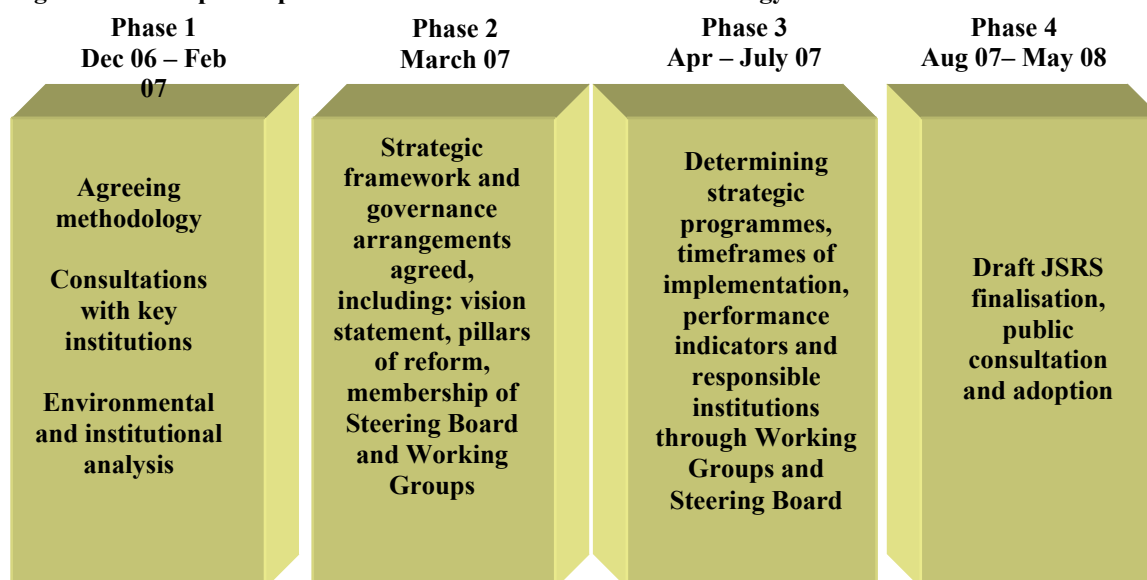 Phase 1
Dec 06 – Feb
07
Agreeing
methodology
Consultations
with key
institutions
Environmental
and institutional
analysis
Phase 2
March 07
Strategic
framework and
governance
arrangements
agreed,
including: vision
statement, pillars
of reform,
membership of
Steering Board
and Working
Groups
Phase 3
Apr – July 07
Determining
strategic
programmes,
timeframes of
implementation,
performance
indicators and
responsible
institutions
through Working
Groups and
Steering Board
Phase 4
Aug 07– May 08
Draft JSRS
finalisation,
public
consultation
and adoption